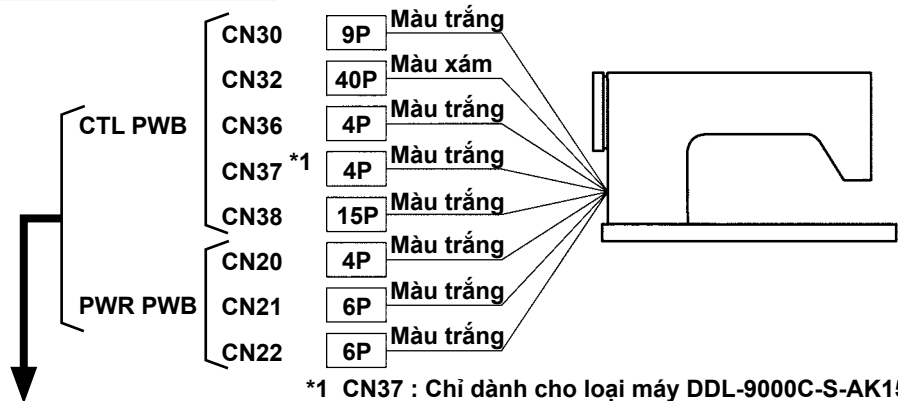 CN30 9P Màu trắng
CN32 40P Màu xám
CTL PWB CN36 4P Màu trắng
CN37 *1 4P Màu trắng
CN38 15P Màu trắng
CN20 4P Màu trắng
PWR PWB CN21 6P Màu trắng
CN22 6P Màu trắng
*1 CN37 : Chỉ dành cho loại máy DDL-9000C-S-AK15